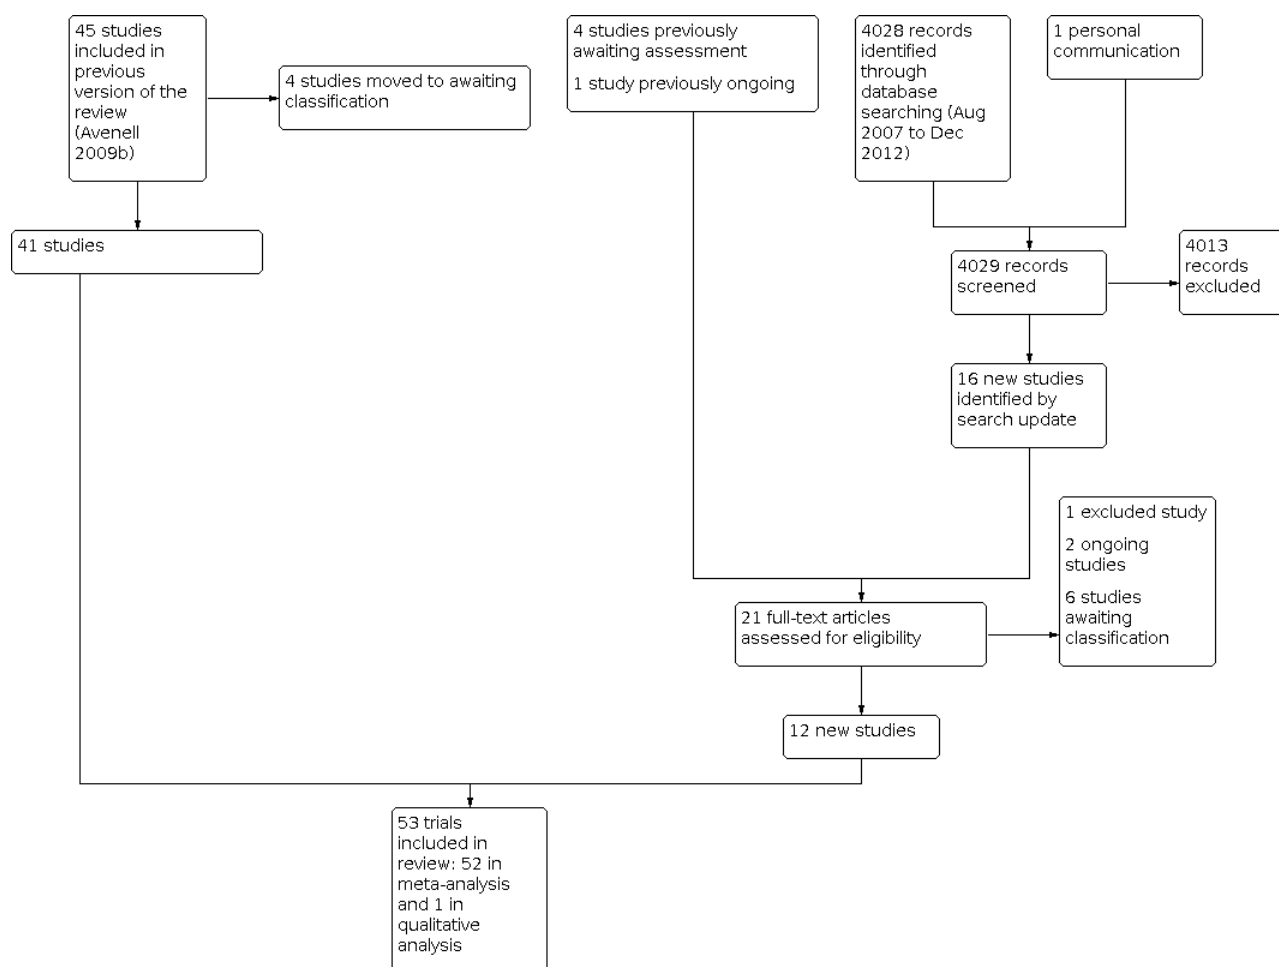 45 studies
included in
previous
version of the
review
(Avenell
2009b)
4 studies moved to awaiting
classification
4 studies previously
awaiting assessment
1 study previously ongoing
4028 records
identified
through
database
searching (Aug
2007 to Dec
2012)
1 personal
communication
41 studies
4029 records
screened
4013
records
excluded
16 new studies
identified by
search update
1 excluded study
2 ongoing
studies
6 studies
awaiting
classification
21 full-text articles
assessed for eligibility
12 new studies
53 trials
included in
review: 52 in
meta-analysis
and 1 in
qualitative
analysis